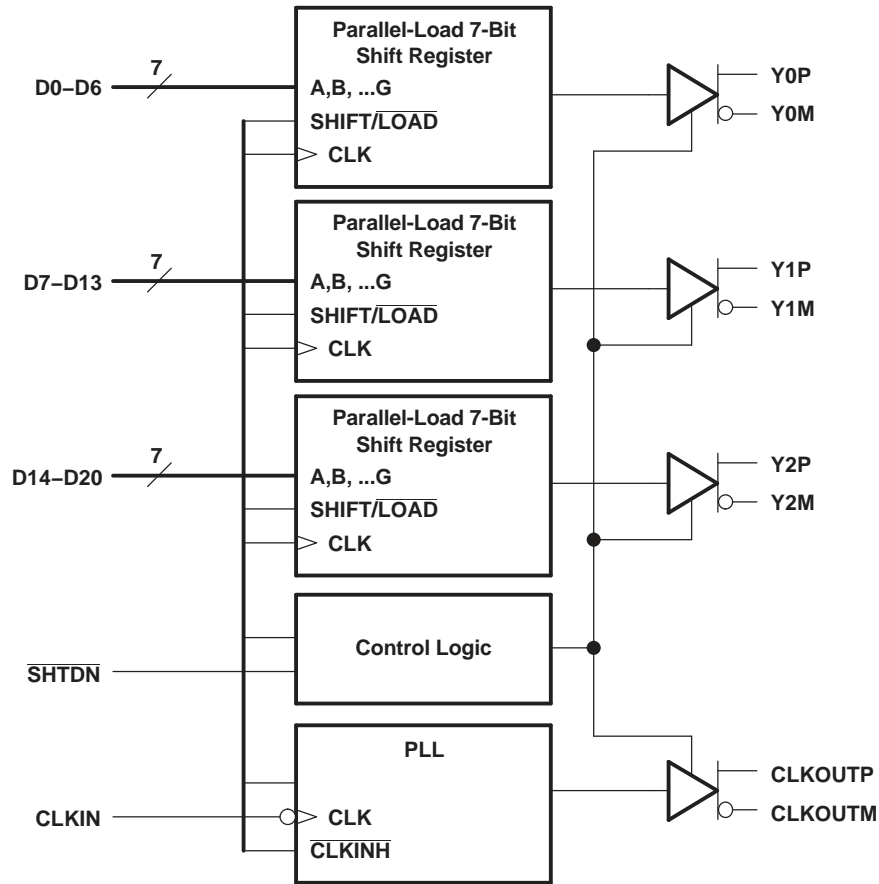 Parallel-Load 7-Bit
Shift Register
7
D0–D6
A,B, ...G
SHIFT/LOAD
CLK
Y0P
Y0M
Parallel-Load 7-Bit
Shift Register
7
D7–D13
A,B, ...G
SHIFT/LOAD
CLK
Y1P
Y1M
Parallel-Load 7-Bit
Shift Register
7
D14–D20
A,B, ...G
SHIFT/LOAD
CLK
Y2P
Y2M
Control Logic
SHTDN
PLL
CLKIN
CLK
CLKINH
CLKOUTP
CLKOUTM